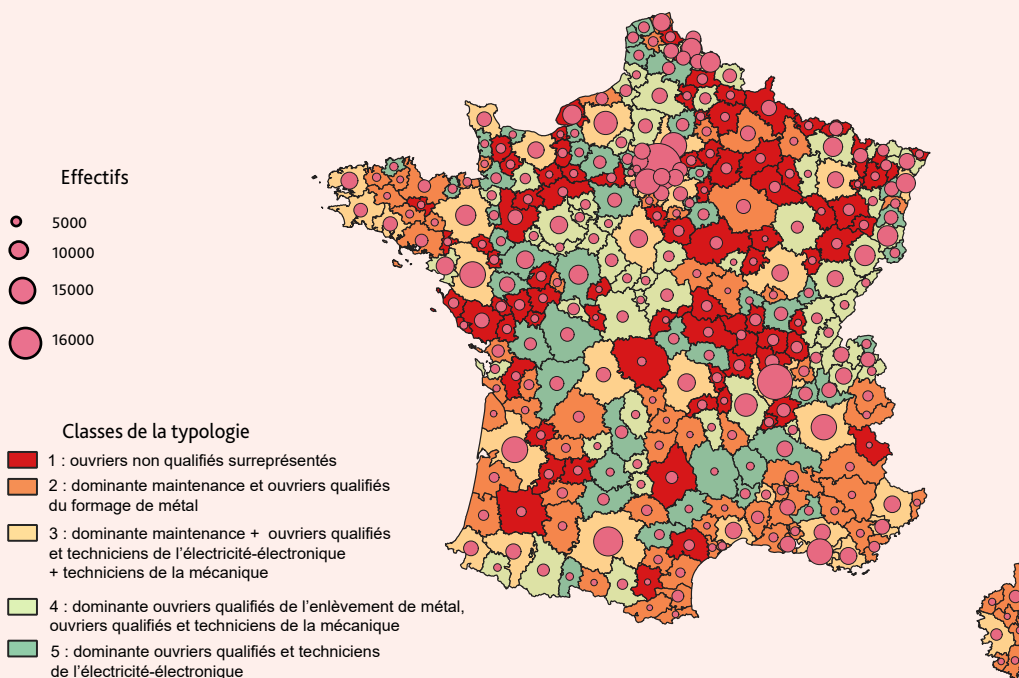 Effectifs
5000
10000
15000
16000
Classes de la typologie
1 : ouvriers non qualifiés surreprésentés
2 : dominante maintenance et ouvriers qualifiés
du formage de métal
3 : dominante maintenance + ouvriers qualifiés
et techniciens de l’électricité-électronique
+ techniciens de la mécanique
4 : dominante ouvriers qualifiés de l’enlèvement de métal,
ouvriers qualifiés et techniciens de la mécanique
5 : dominante ouvriers qualifiés et techniciens
de l’électricité-électronique